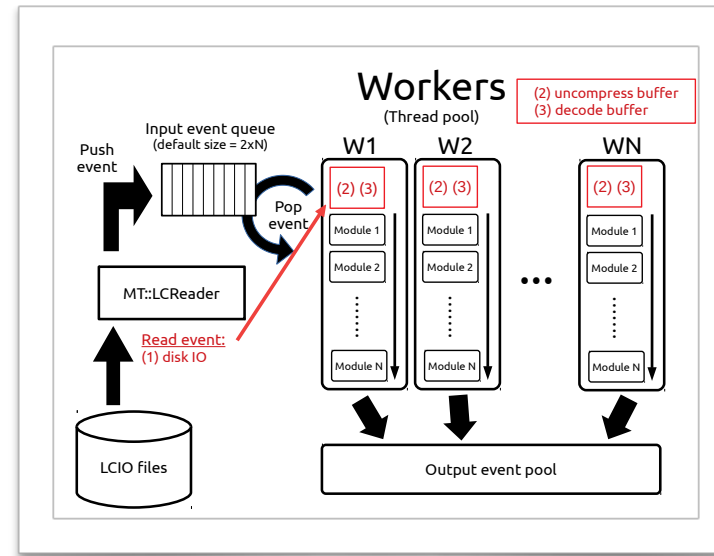 Workers
(Thread pool)
(2) uncompress buffer
(3) decode buffer
Input event queue
(default size = 2xN)
Push
event
Pop
event
MT::LCReader
Read event:
(1) disk IO
LCIO files
W1
(2) (3)
Module 1
Module 2
......
Module N
W2
(2) (3)
Module 1
Module 2
......
Module N
...
WN
(2) (3)
Module 1
Module 2
......
Module N
Output event pool